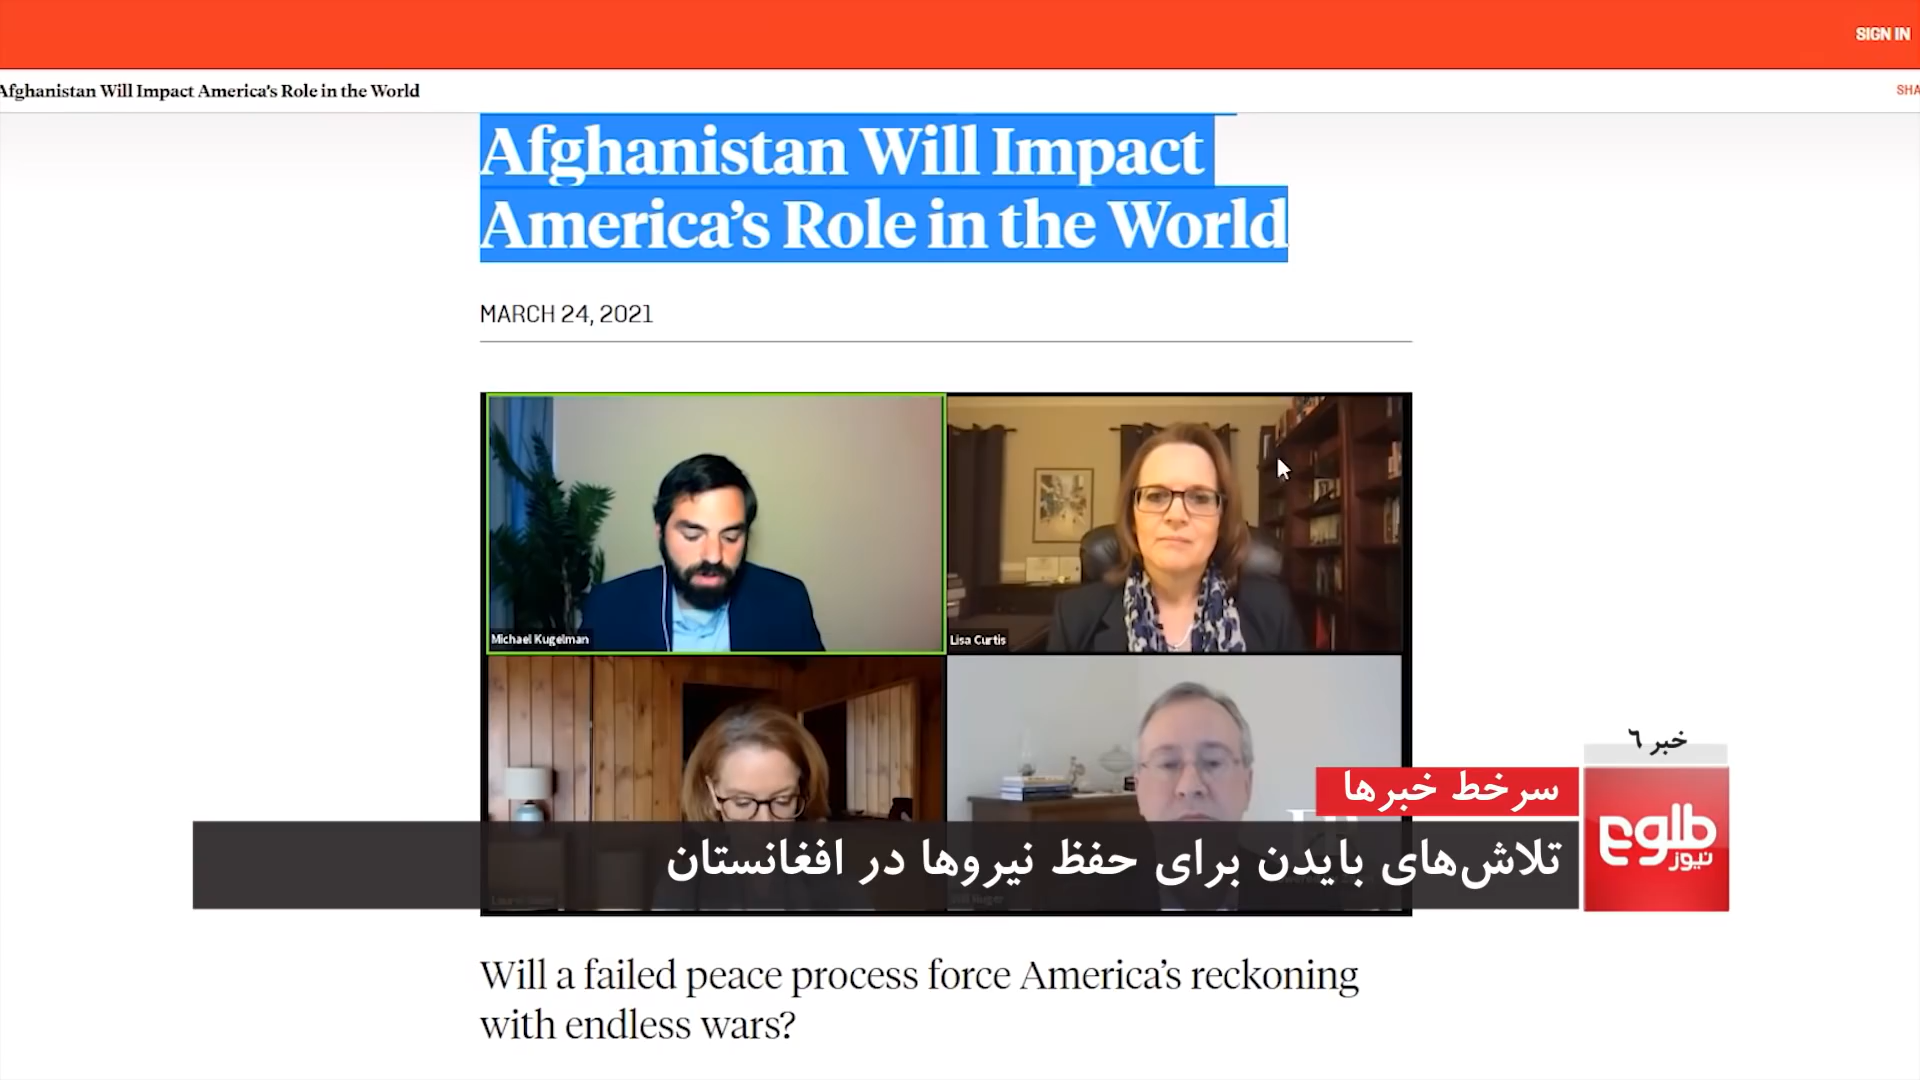 SIGN IN
Afghanistan Will Impact America's Role in the World
SHA
Afghanistan Will Impact
America's Role in the World
MARCH 24, 2021
Michael Kugelman
Lisa Curtis
خبر ٦
سرخط خبرها
تلاش‌های بایدن برای حفظ نیروها در افغانستان
طلوع
نیوز
Will Ruger
Will a failed peace process force America's reckoning
with endless wars?